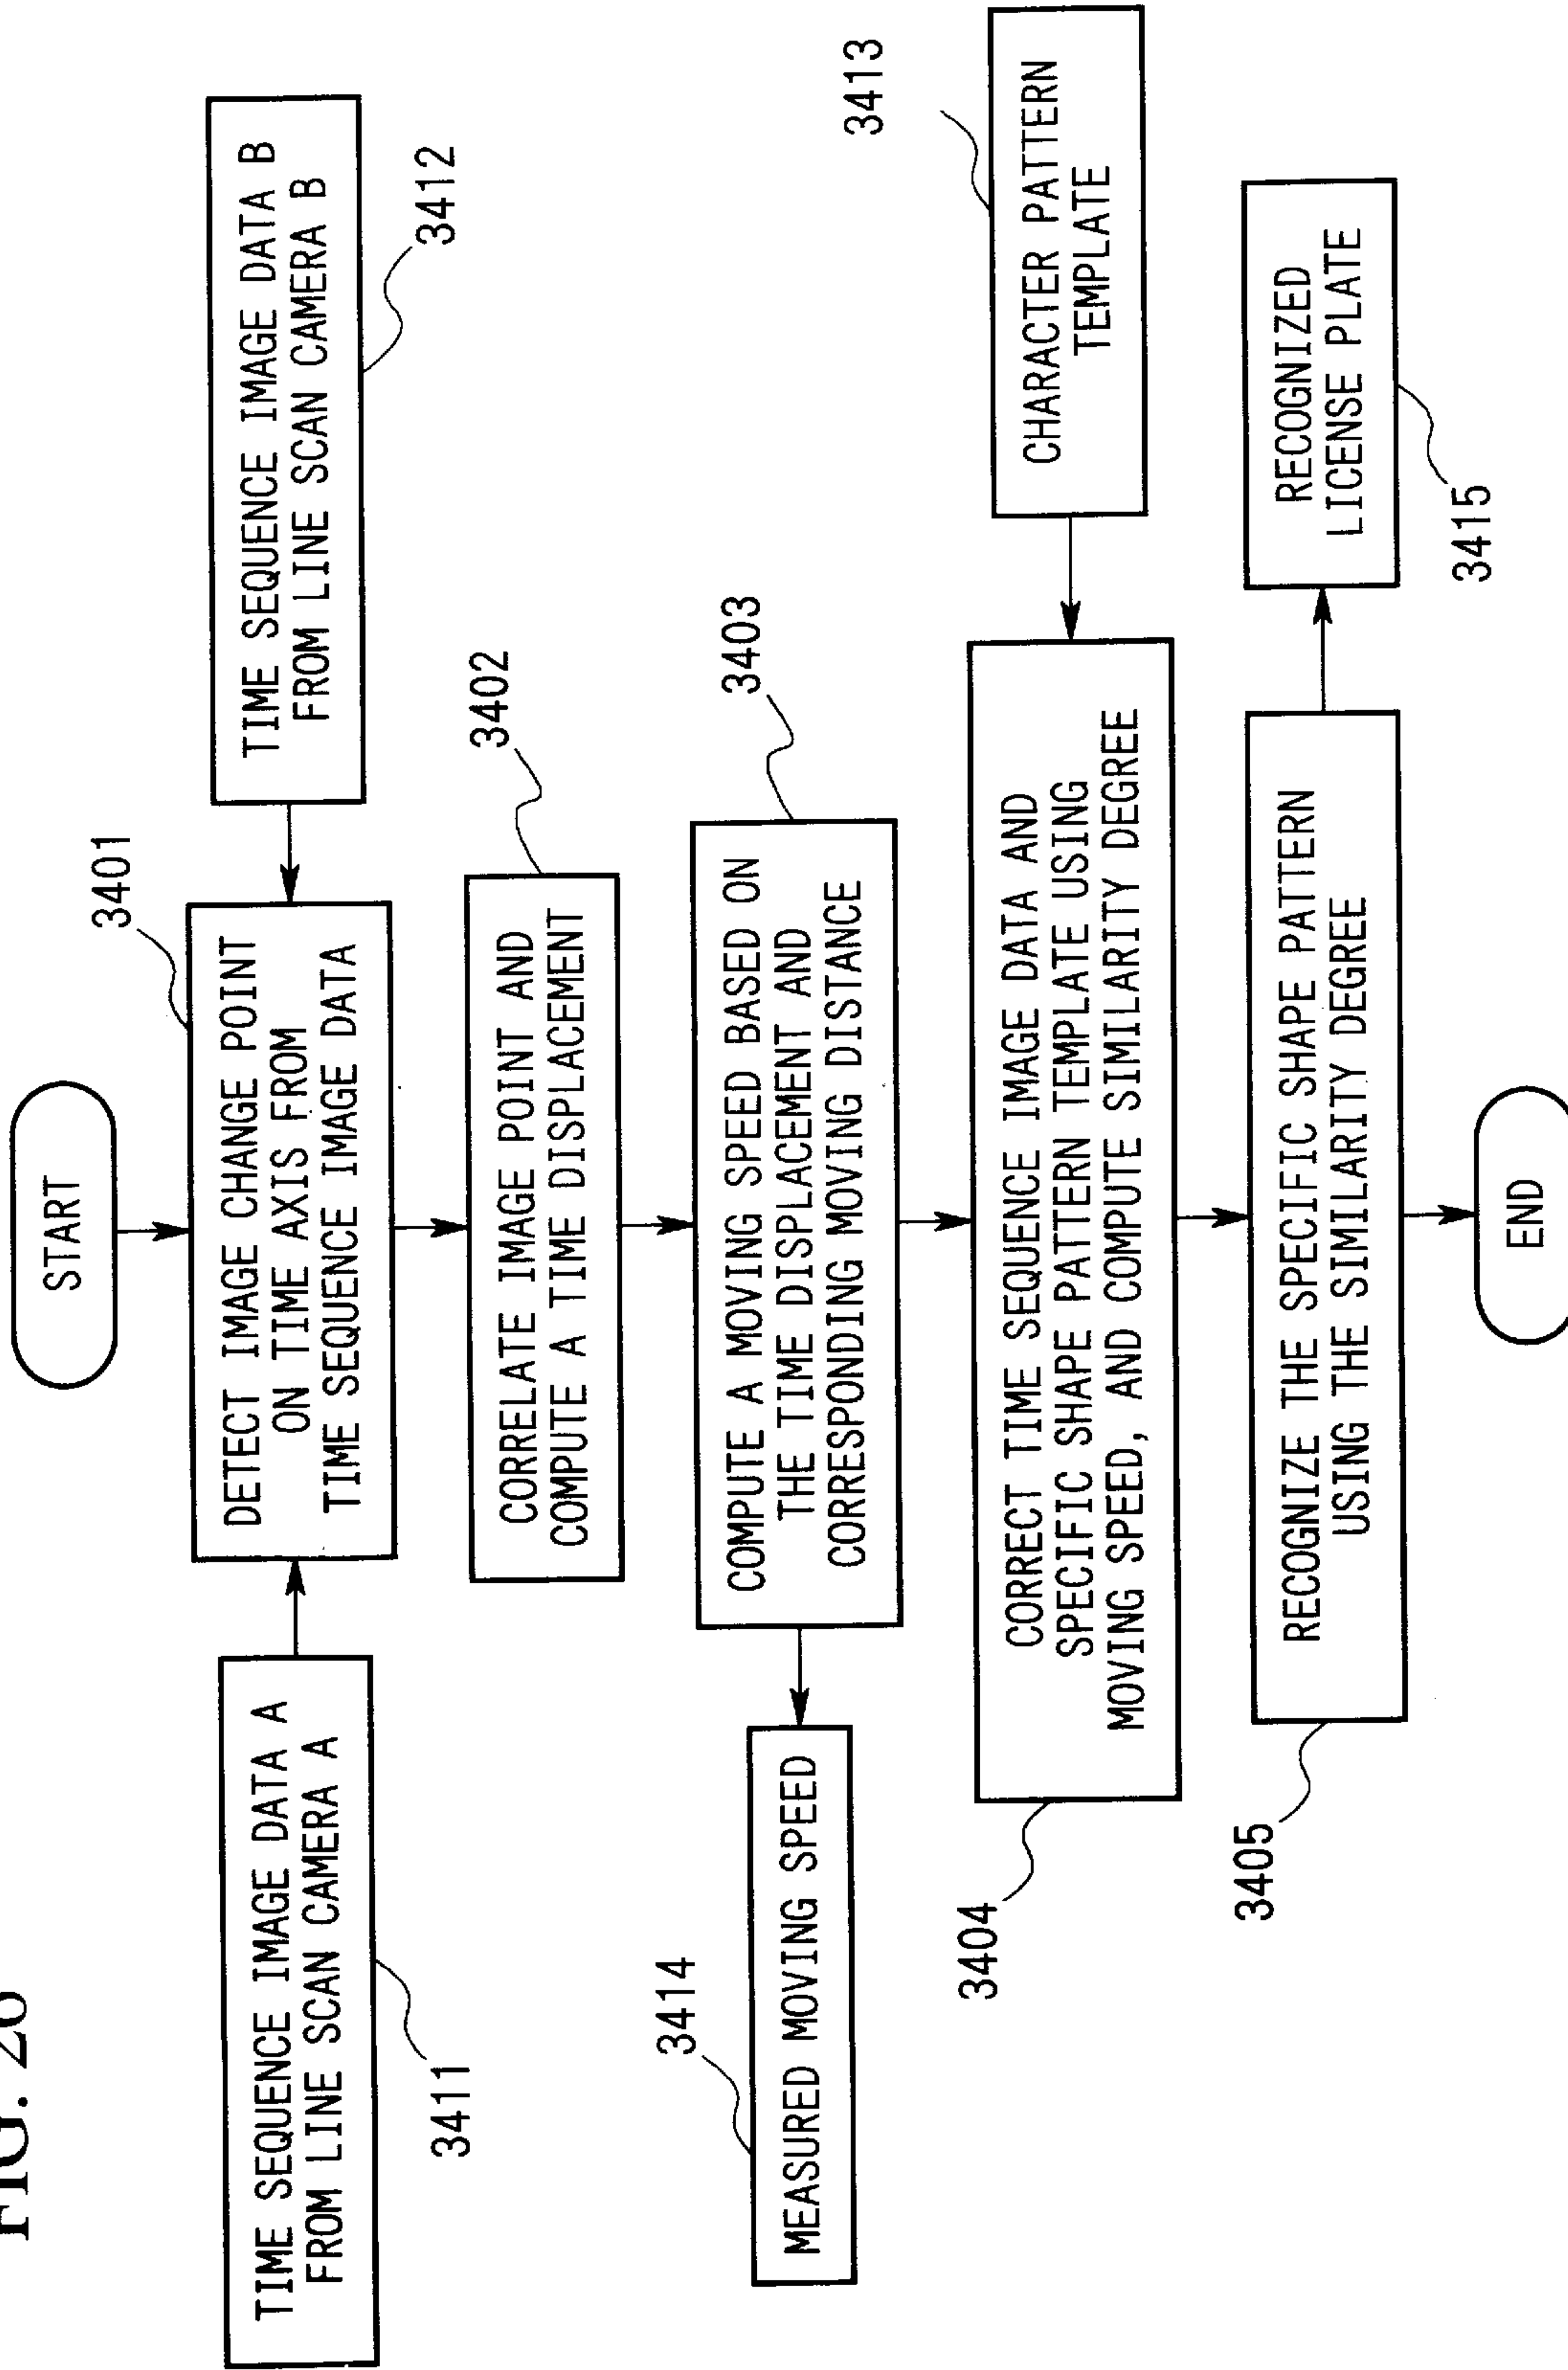 FIG. 26
START
3401
DETECT IMAGE CHANGE POINT
ON TIME AXIS FROM
TIME SEQUENCE IMAGE DATA
TIME SEQUENCE IMAGE DATA A
FROM LINE SCAN CAMERA A
3411
TIME SEQUENCE IMAGE DATA B
FROM LINE SCAN CAMERA B
3412
3402
CORRELATE IMAGE POINT AND
COMPUTE A TIME DISPLACEMENT
3403
COMPUTE A MOVING SPEED BASED ON
THE TIME DISPLACEMENT AND
CORRESPONDING MOVING DISTANCE
3414
MEASURED MOVING SPEED
3413
CHARACTER PATTERN
TEMPLATE
3404
CORRECT TIME SEQUENCE IMAGE DATA AND
SPECIFIC SHAPE PATTERN TEMPLATE USING
MOVING SPEED, AND COMPUTE SIMILARITY DEGREE
3405
RECOGNIZE THE SPECIFIC SHAPE PATTERN
USING THE SIMILARITY DEGREE
RECOGNIZED
LICENSE PLATE
3415
END